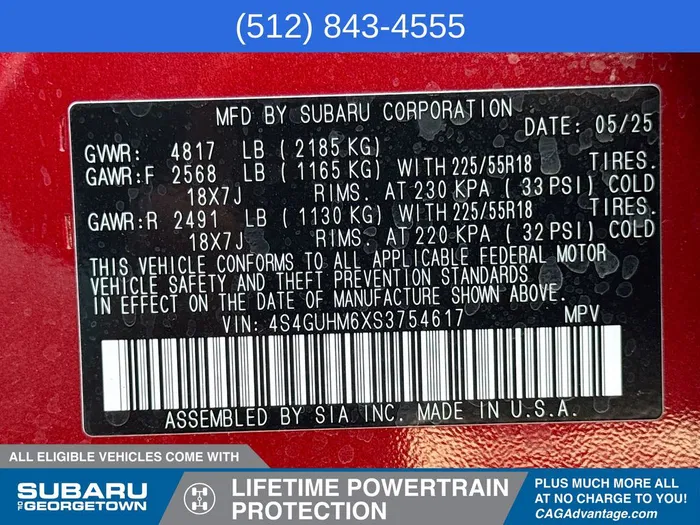 (512) 843-4555
MFD BY SUBARU CORPORATION
DATE: 05/25
GVWR: 4817 LB ( 2185 KG)
GAWR:F 2568 LB ( 1165 KG) WITH 225/55R18 TIRES.
18X7J RIMS. AT 230 KPA ( 33 PSI) COLD
GAWR:R 2491 LB ( 1130 KG) WITH 225/55R18 TIRES.
18X7J RIMS. AT 220 KPA ( 32 PSI) COLD
THIS VEHICLE CONFORMS TO ALL APPLICABLE FEDERAL MOTOR
VEHICLE SAFETY AND THEFT PREVENTION STANDARDS
IN EFFECT ON THE DATE OF MANUFACTURE SHOWN ABOVE.
VIN: 4S4GUHM6XS3754617 MPV
ASSEMBLED BY SIA INC. MADE IN U.S.A.
ALL ELIGIBLE VEHICLES COME WITH
SUBARU
OF GEORGETOWN
LIFETIME POWERTRAIN
PROTECTION
PLUS MUCH MORE ALL
AT NO CHARGE TO YOU!
CAGAdvantage.com